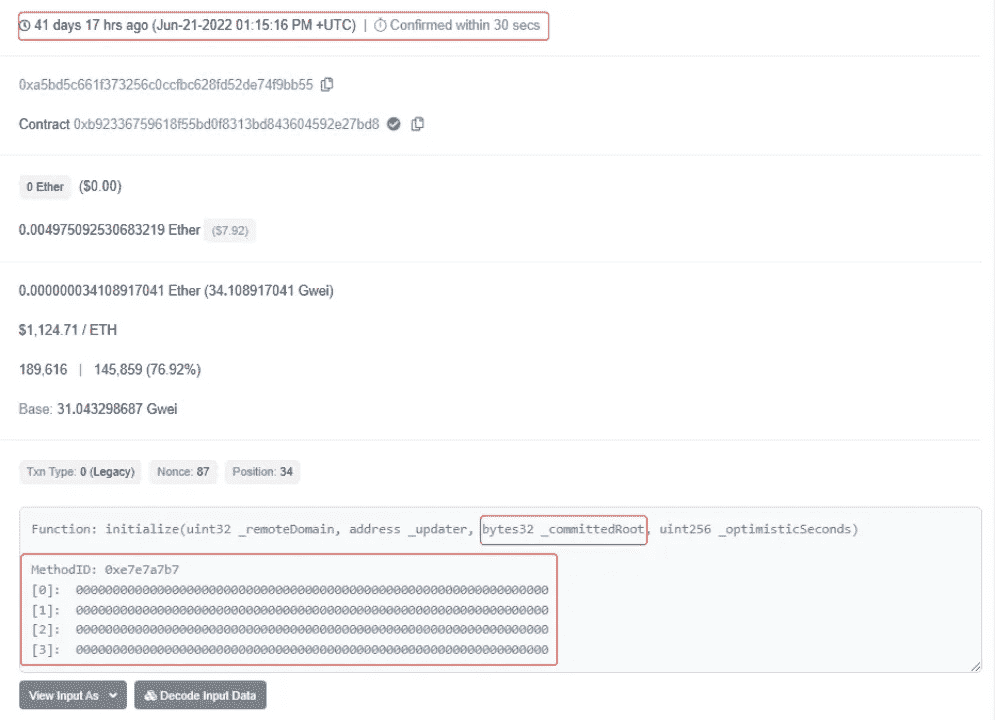 41 days 17 hrs ago (Jun-21-2022 01:15:16 PM +UTC) | Confirmed within 30 secs
0xa5bd5c661f373256c0ccfbc628fd52de74f9bb55
Contract 0xb92336759618f55bd0f8313bd843604592e27bd8
0 Ether ($0.00)
0.004975092530683219 Ether ($7.92)
0.000000034108917041 Ether (34.108917041 Gwei)
$1,124.71 / ETH
189,616 | 145,859 (76.92%)
Base: 31.043298687 Gwei
Txn Type: 0 (Legacy) Nonce: 87 Position: 34
Function: initialize(uint32 _remoteDomain, address _updater, bytes32 _committedRoot, uint256 _optimisticSeconds)
MethodID: 0xe7e7a7b7
[0]: 0000000000000000000000000000000000000000000000000000000000000000
[1]: 0000000000000000000000000000000000000000000000000000000000000000
[2]: 0000000000000000000000000000000000000000000000000000000000000000
[3]: 0000000000000000000000000000000000000000000000000000000000000000
View Input As Decode Input Data